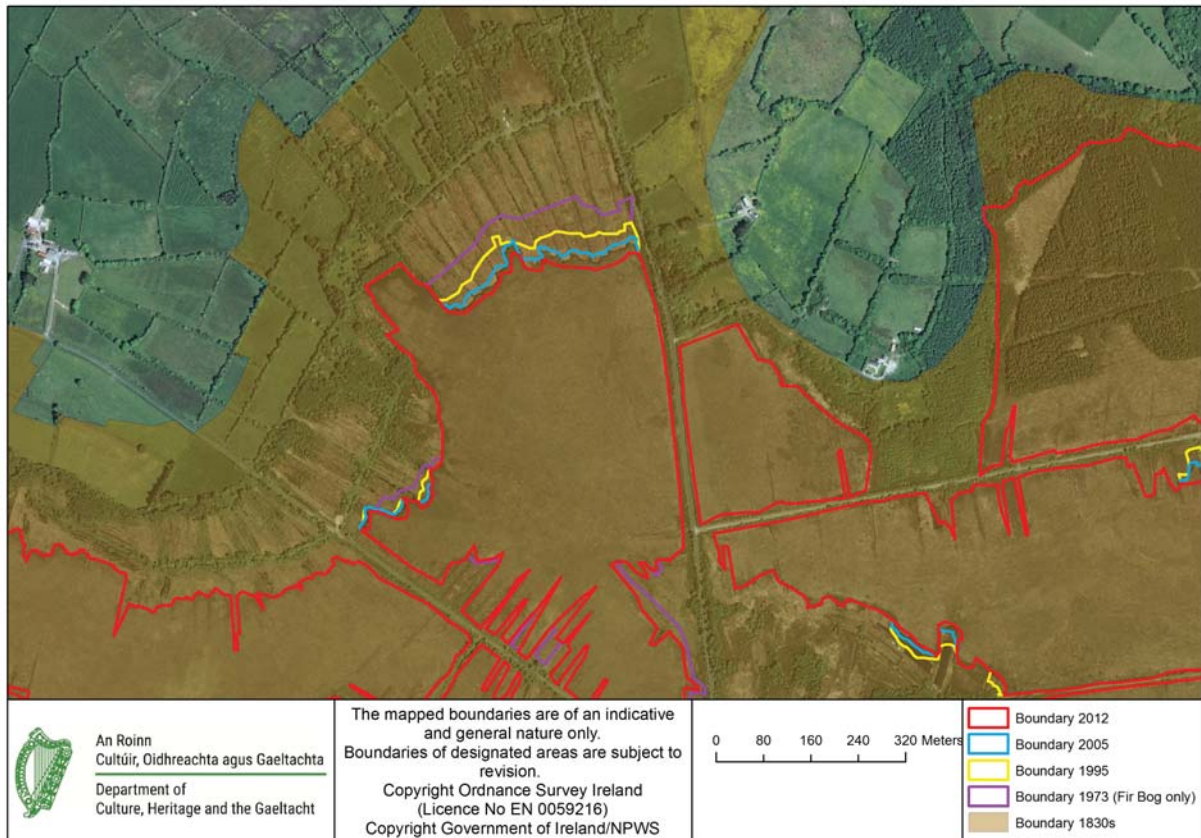 An Roinn
Cultúir, Oidhreachta agus Gaeltachta
Department of
Culture, Heritage and the Gaeltacht
The mapped boundaries are of an indicative
and general nature only.
Boundaries of designated areas are subject to
revision.
Copyright Ordnance Survey Ireland
(Licence No EN 0059216)
Copyright Government of Ireland/NPWS
0 80 160 240 320 Meters
Boundary 2012
Boundary 2005
Boundary 1995
Boundary 1973 (Fir Bog only)
Boundary 1830s